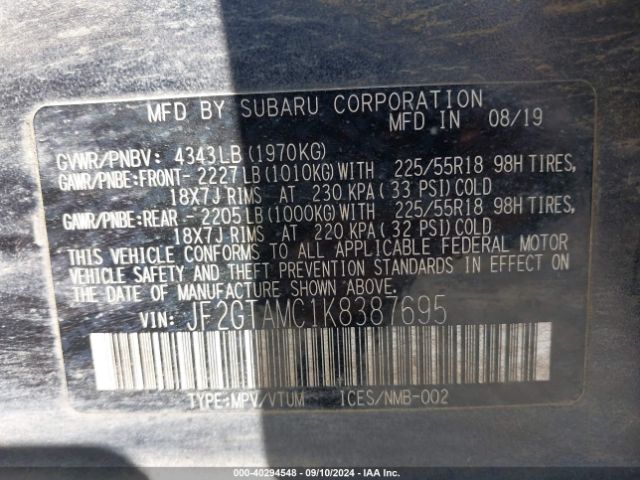 MFD BY SUBARU CORPORATION
MFD IN 08/19
GVWR/PNBV: 4343LB(1970KG)
GAWR/PNBE:FRONT- 2227LB(1010KG)WITH 225/55R18 98H TIRES,
18X7J RIMS AT 230 KPA(33 PSI)COLD
GAWR/PNBE:REAR - 2205LB(1000KG)WITH 225/55R18 98H TIRES,
18X7J RIMS AT 220 KPA(32 PSI)COLD
THIS VEHICLE CONFORMS TO ALL APPLICABLE FEDERAL MOTOR
VEHICLE SAFETY AND THEFT PREVENTION STANDARDS IN EFFECT ON
THE DATE OF MANUFACTURE SHOWN ABOVE.
VIN: JF2GTAMC1K8387695
TYPE:MPV/VTUM ICES/NMB-002
000-40294548 - 09/10/2024 - IAA Inc.